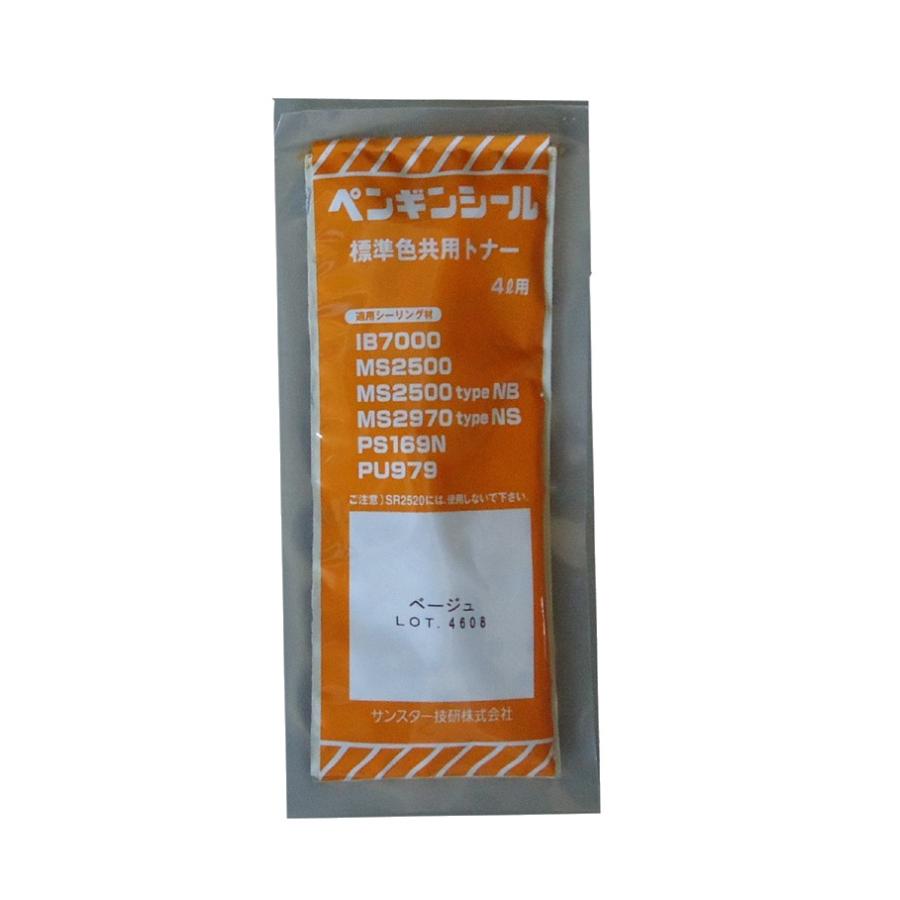 ペンギンシール
標準色共用トナー
4ℓ用
適用シーリング材
IB7000
MS2500
MS2500 type NB
MS2970 type NS
PS169N
PU979
ご注意)SR2520には、使用しないで下さい。
ベージュ
LOT. 4608
サンスター技研株式会社